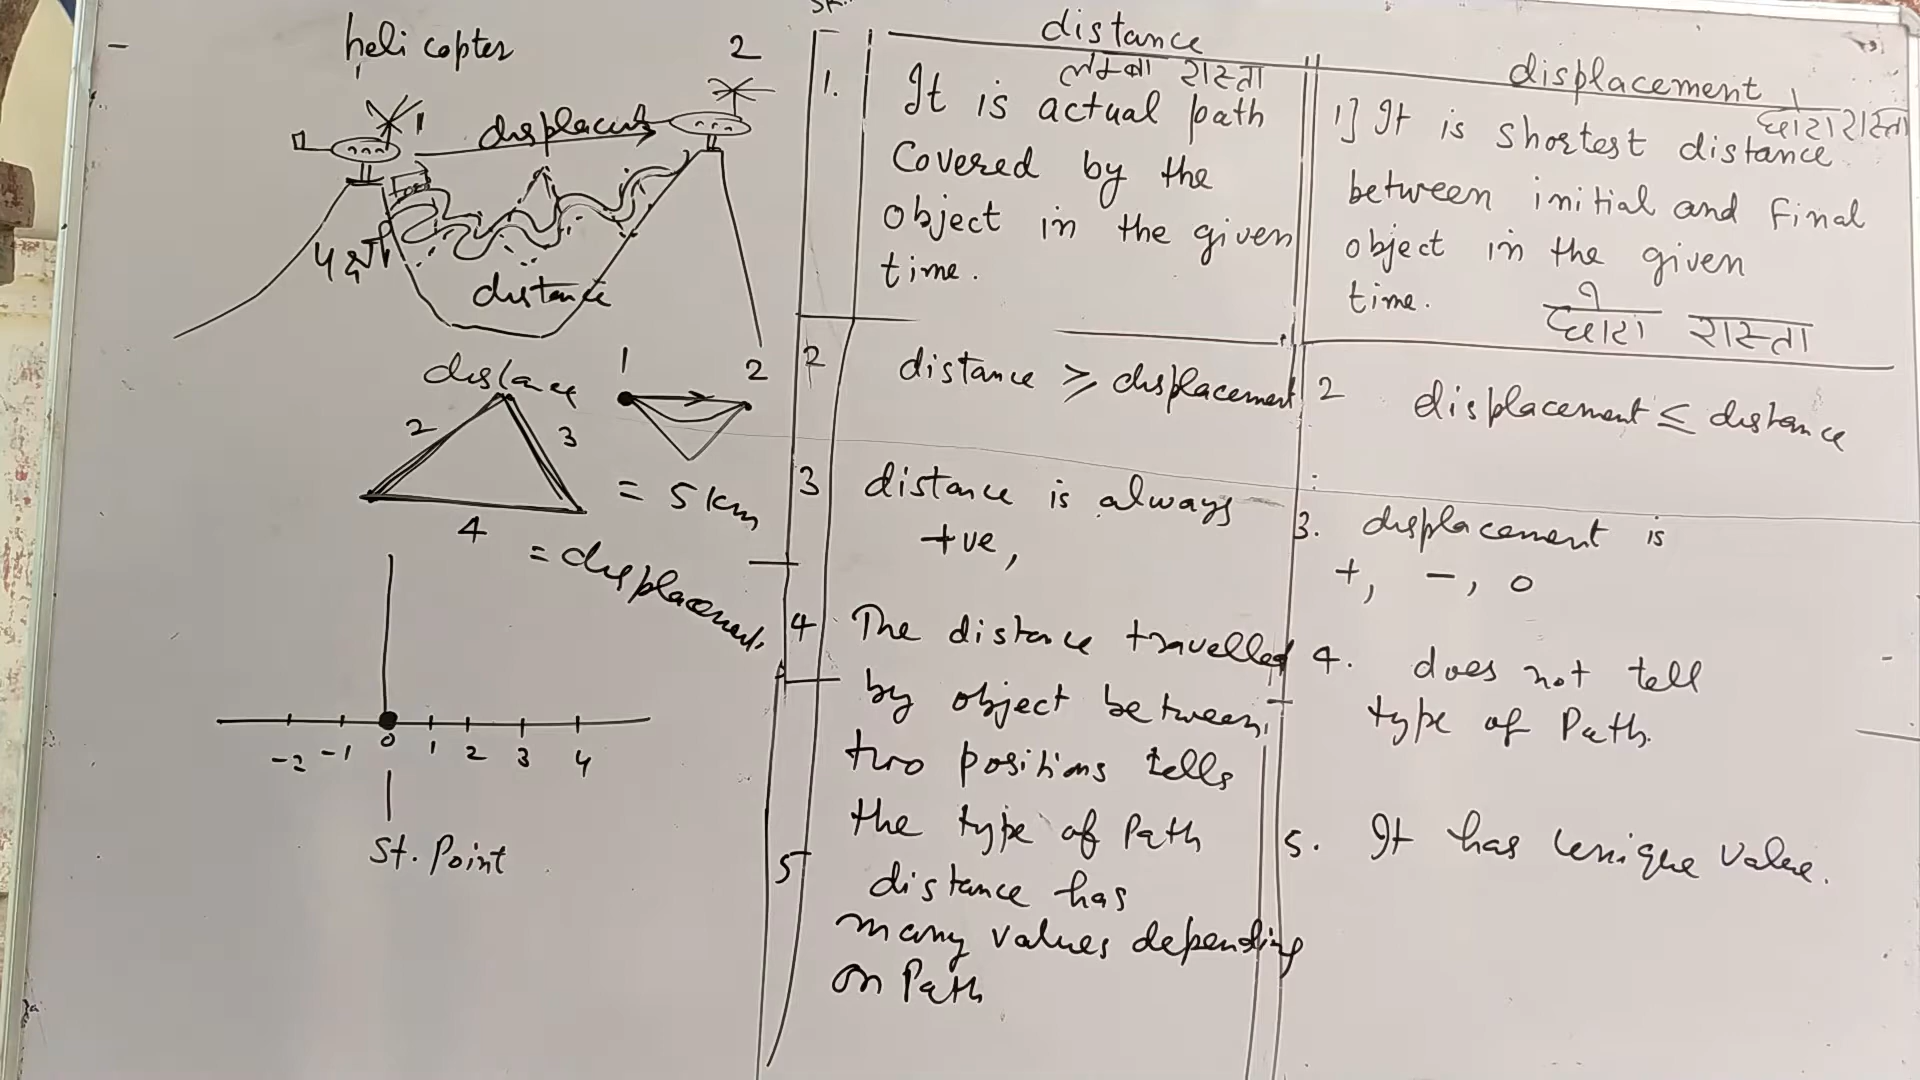 helicopter
1
2
displacent
distance
distance
2
3
4
= 5 km
= displacement.
1
2
-2 -1 0 1 2 3 4
St. Point
distance
रास्ता
1. It is actual path
Covered by the
object in the given
time.
2 distance ⩾ displacement
3 distance is always
+ve,
4 The distance travelled
by object between
two positions tells
the type of Path
5 distance has
many values depending
on Path
displacement
रास्ता
1] It is shortest distance
between initial and final
object in the given
time.
रास्ता
2 displacement ≤ distance
3. displacement is
+, -, 0
4. does not tell
type of Path.
5. It has unique value.